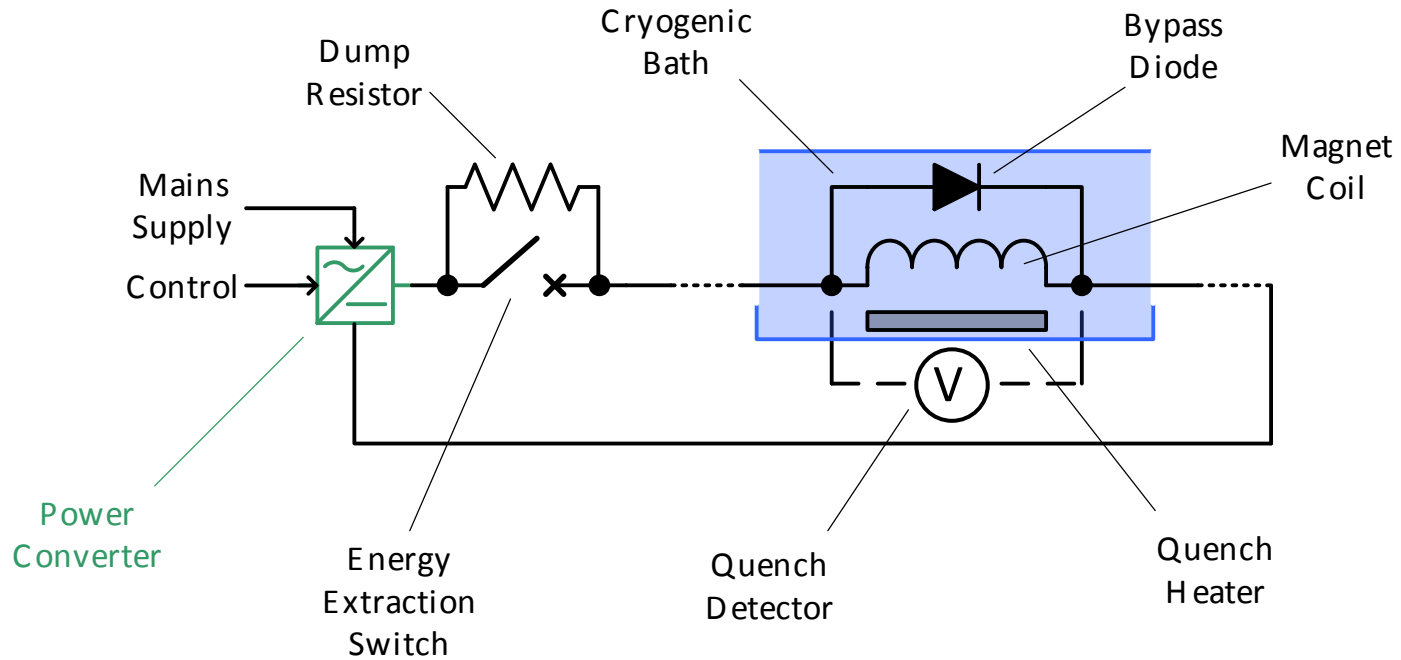 Cryogenic
Bath
Bypass
Diode
Dump
Resistor
Magnet
Coil
Mains
Supply
Control
V
Power
Converter
Energy
Extraction
Switch
Quench
Detector
Quench
Heater